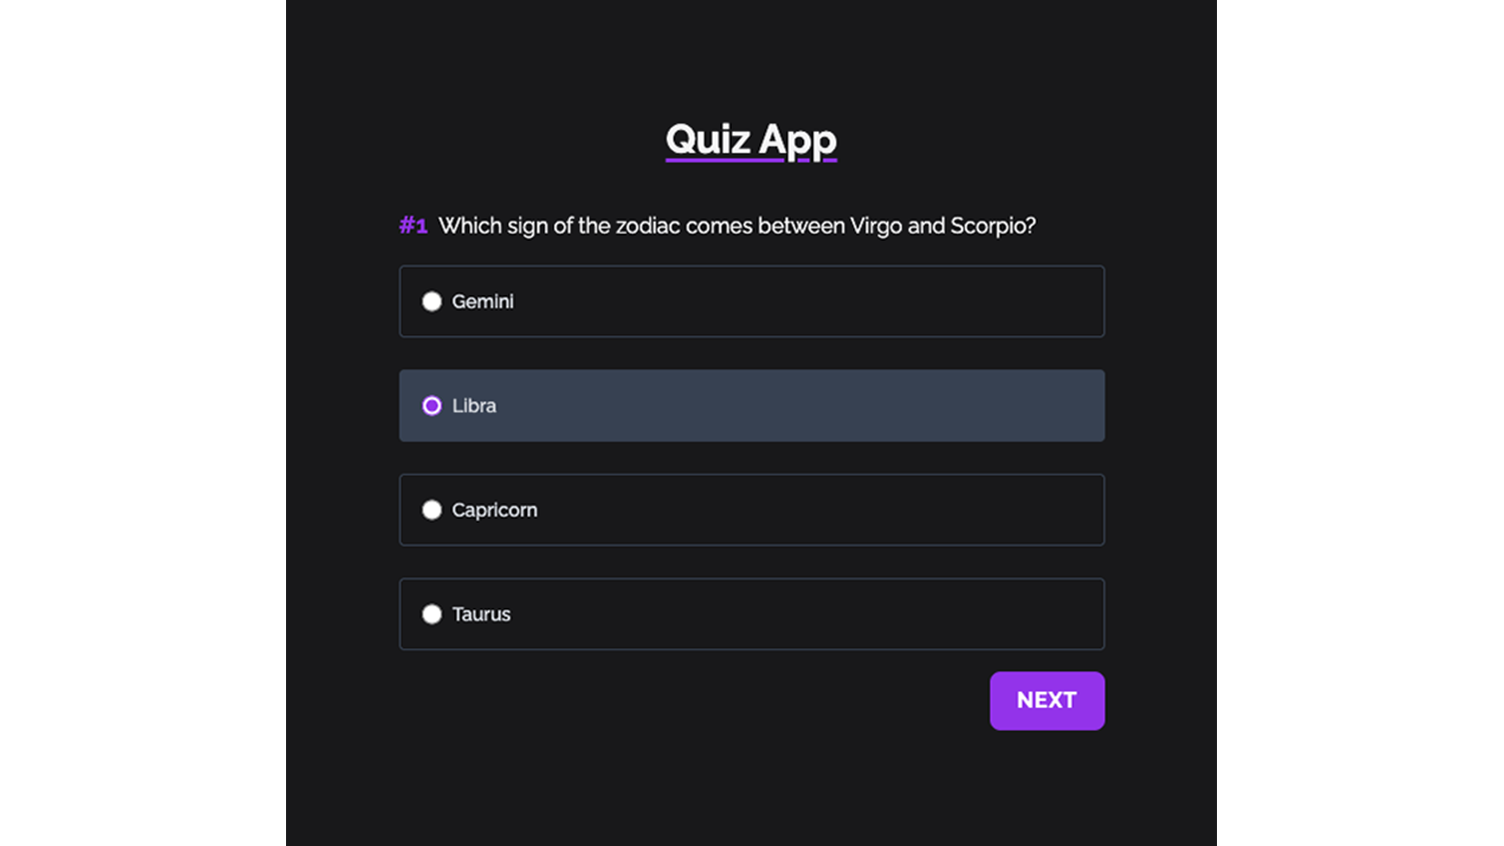 Quiz App
#1 Which sign of the zodiac comes between Virgo and Scorpio?
Gemini
Libra
Capricorn
Taurus
NEXT